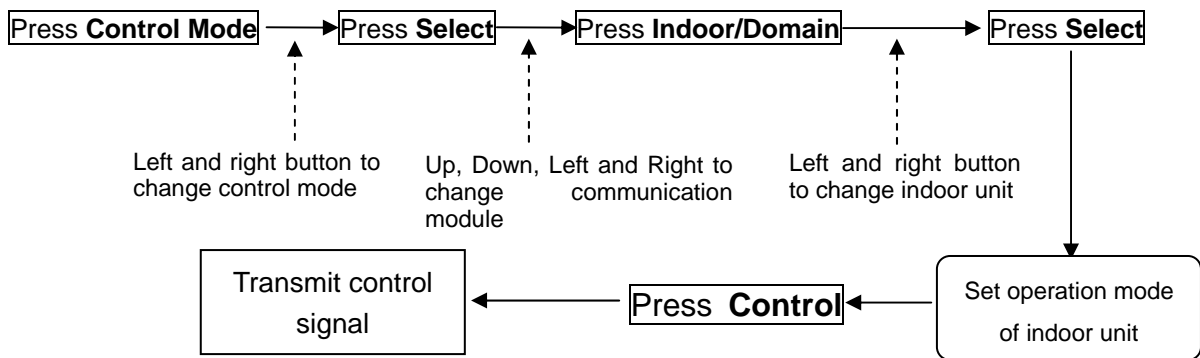 Press Control Mode
Press Select
Press Indoor/Domain
Press Select
Left and right button to
change control mode
Up, Down, Left and Right to
change communication
module
Left and right button
to change indoor unit
Transmit control
signal
Press Control
Set operation mode
of indoor unit